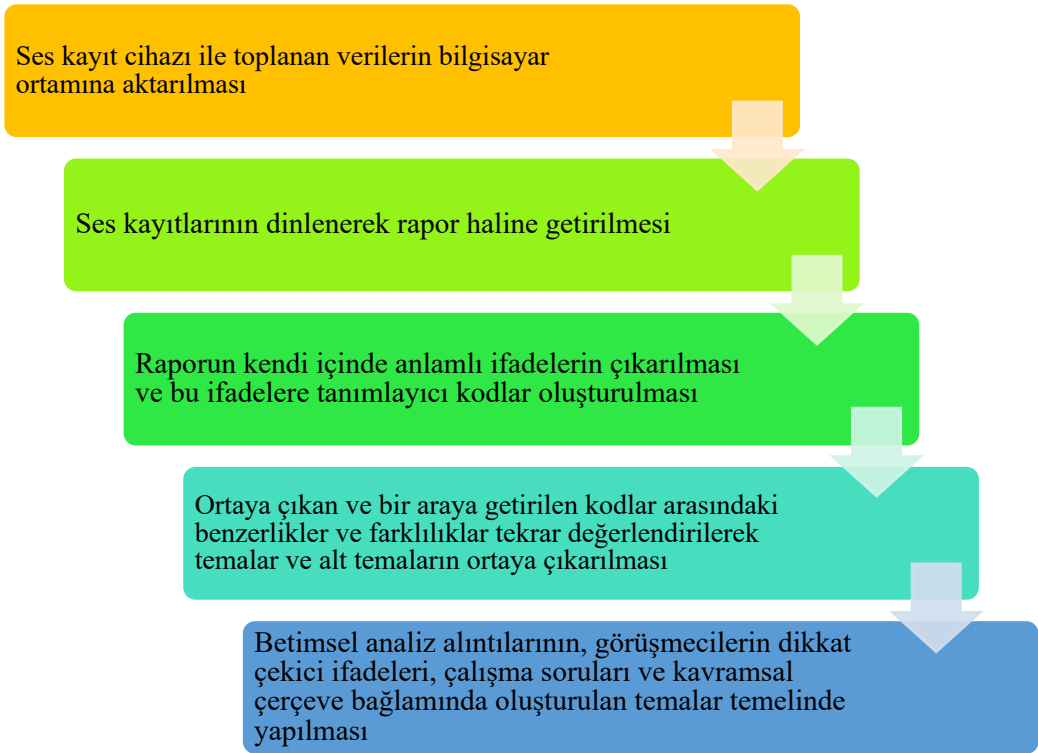 Ses kayıt cihazı ile toplanan verilerin bilgisayar
ortamına aktarılması
Ses kayıtlarının dinlenerek rapor haline getirilmesi
Raporun kendi içinde anlamlı ifadelerin çıkarılması
ve bu ifadelere tanımlayıcı kodlar oluşturulması
Ortaya çıkan ve bir araya getirilen kodlar arasındaki
benzerlikler ve farklılıklar tekrar değerlendirilerek
temalar ve alt temaların ortaya çıkarılması
Betimsel analiz alıntılarının, görüşmecilerin dikkat
çekici ifadeleri, çalışma soruları ve kavramsal
çerçeve bağlamında oluşturulan temalar temelinde
yapılması